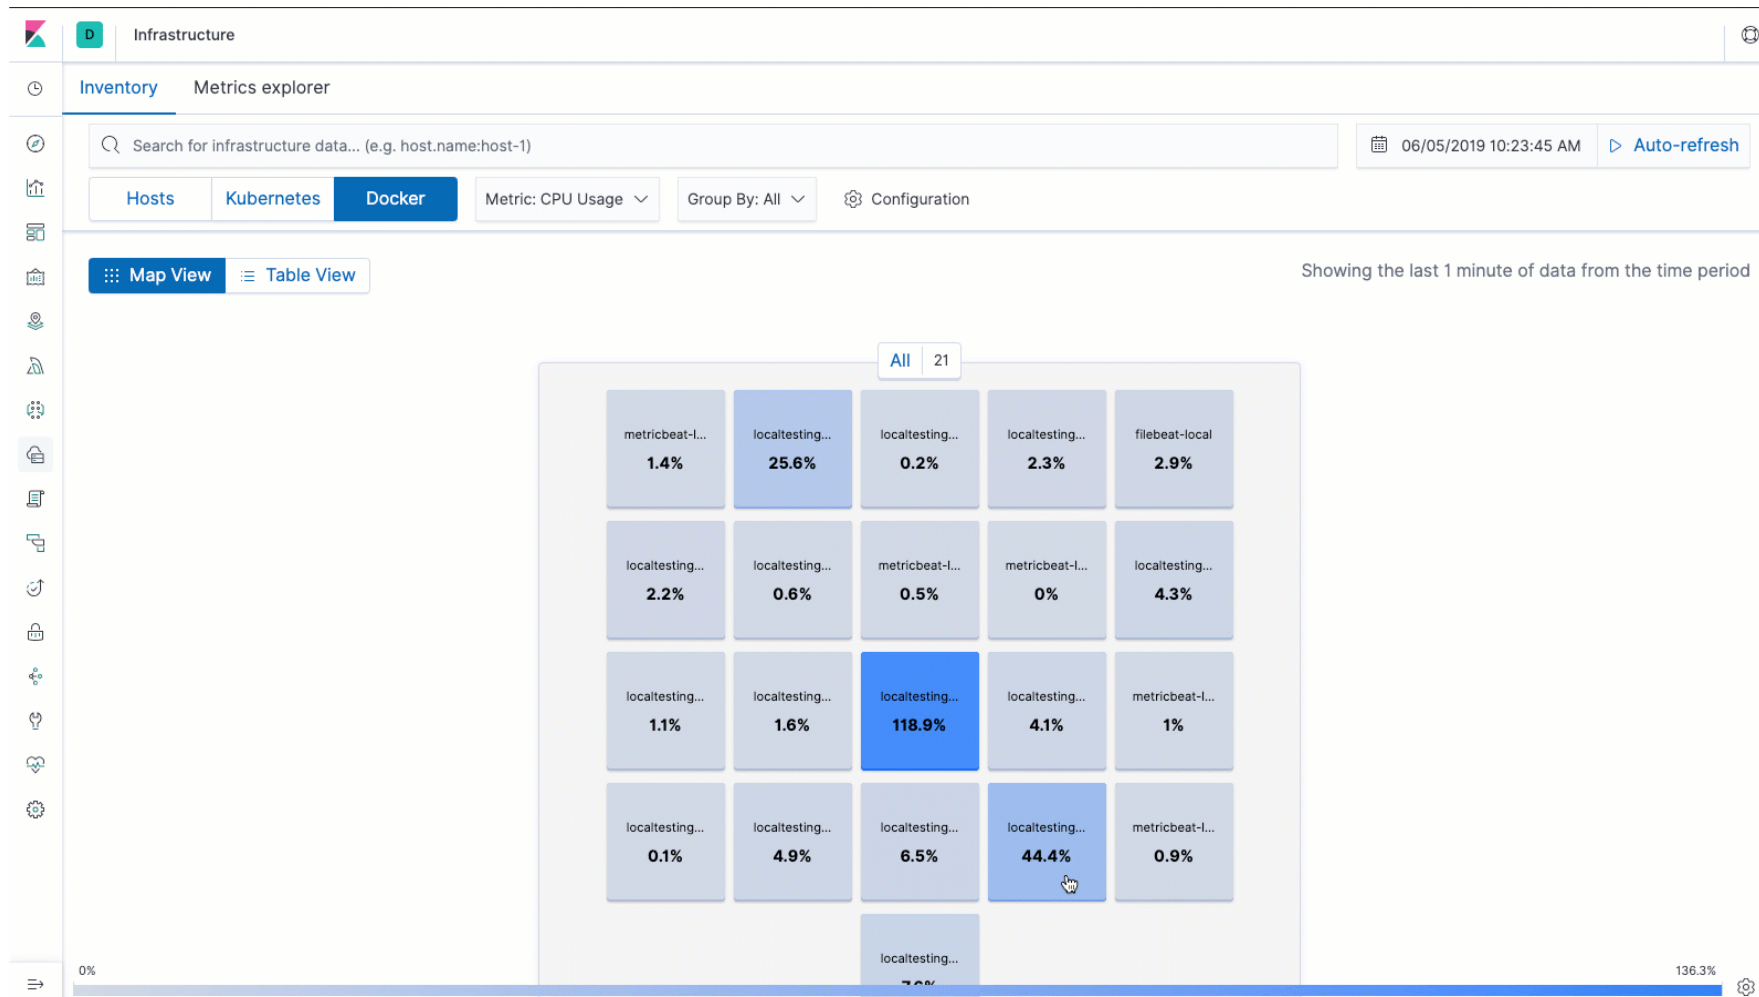 D Infrastructure
Inventory Metrics explorer
Search for infrastructure data... (e.g. host.name:host-1) 06/05/2019 10:23:45 AM Auto-refresh
Hosts Kubernetes Docker Metric: CPU Usage Group By: All Configuration
Map View Table View Showing the last 1 minute of data from the time period
All 21
metricbeat-l... localtesting... localtesting... localtesting... filebeat-local
1.4% 25.6% 0.2% 2.3% 2.9%
localtesting... localtesting... metricbeat-l... metricbeat-l... localtesting...
2.2% 0.6% 0.5% 0% 4.3%
localtesting... localtesting... localtesting... localtesting... metricbeat-l...
1.1% 1.6% 118.9% 4.1% 1%
localtesting... localtesting... localtesting... localtesting... metricbeat-l...
0.1% 4.9% 6.5% 44.4% 0.9%
localtesting...
0% 136.3%